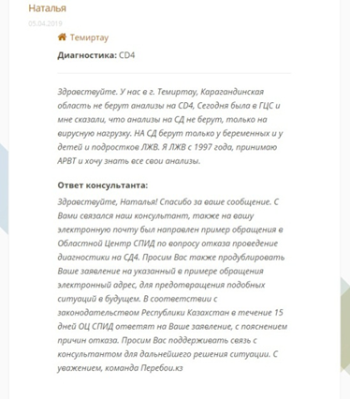 Наталья
05.04.2019
Темиртау
Диагностика: CD4
Здравствуйте. У нас в г. Темиртау, Карагандинская
область не берут анализы на CD4, Сегодня была в ГЦС и
мне сказали, что анализы на СД не берут, только на
вирусную нагрузку. НА СД берут только у беременных и у
детей и подростков ЛЖВ. Я ЛЖВ с 1997 года, принимаю
АРВТ и хочу знать все свои анализы.
Ответ консультанта:
Здравствуйте, Наталья! Спасибо за ваше сообщение. С
Вами связался наш консультант, также на вашу
электронную почту был направлен пример обращения в
Областной Центр СПИД по вопросу отказа проведение
диагностики на СД4. Просим Вас также продублировать
Ваше заявление на указанный в примере обращения
электронный адрес, для предотвращения подобных
ситуаций в будущем. В соответствии с
законодательством Республики Казахстан в течение 15
дней ОЦ СПИД ответят на Ваше заявление, с пояснением
причин отказа. Просим Вас поддерживать связь с
консультантом для дальнейшего решения ситуации. С
уважением, команда Перебои.кз